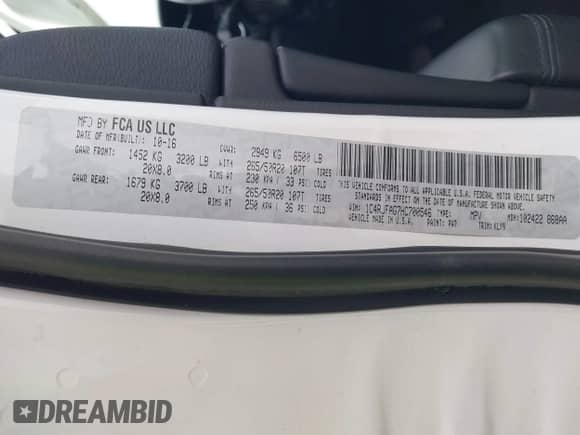 MFD BY FCA US LLC
DATE OF MFR(BUILT): 10-16 GVWR: 2949 KG 6500 LB
GAWR FRONT: 1452 KG 3200 LB WITH 265/50R20 107T TIRES
20X8.0 RIMS AT 230 KPA ( 33 PSI) COLD
GAWR REAR: 1679 KG 3700 LB WITH 265/50R20 107T TIRES
20X8.0 RIMS AT 250 KPA ( 36 PSI) COLD
THIS VEHICLE CONFORMS TO ALL APPLICABLE U.S.A. FEDERAL MOTOR VEHICLE SAFETY
STANDARDS IN EFFECT ON THE DATE OF MANUFACTURE SHOWN ABOVE.
VIN: 1C4RJFAG7HC700546 TYPE: MPV MDH:102422 868AA
VEHICLE MADE IN U.S.A. PAINT: PW7 TRIM:
DREAMBID